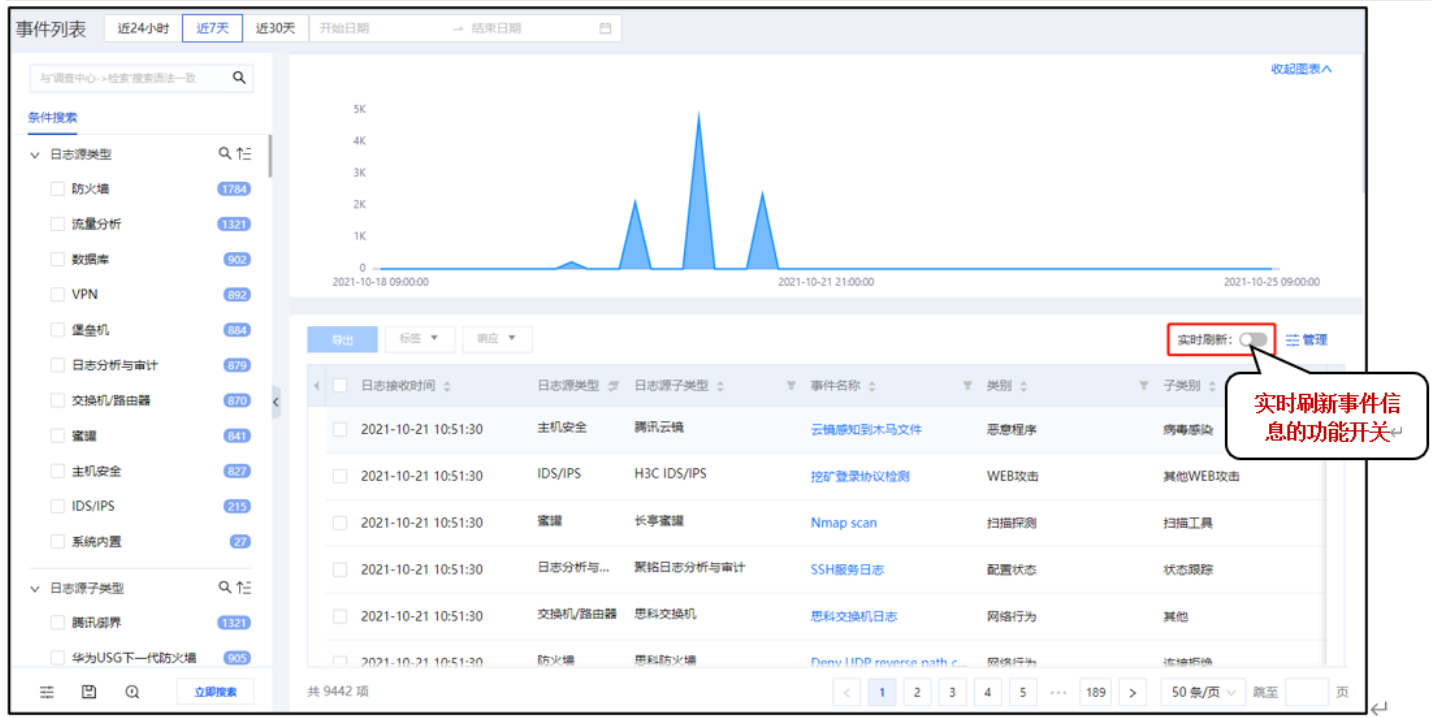 事件列表 近24小时 近7天 近30天 开始日期 → 结束日期
与"调查中心->检索"搜索语法一致
收起图表
条件搜索
日志源类型
防火墙 1784
流量分析 1321
数据库 902
VPN 892
堡垒机 884
日志分析与审计 879
交换机/路由器 870
蜜罐 841
主机安全 827
IDS/IPS 215
系统内置 27
日志源子类型
腾讯御界 1321
华为USG下一代防火墙 905
立即搜索
5K
4K
3K
2K
1K
0
2021-10-18 09:00:00 2021-10-21 21:00:00 2021-10-25 09:00:00
导出 标签 响应 实时刷新： 管理
日志接收时间 日志源类型 日志源子类型 事件名称 类别 子类别
2021-10-21 10:51:30 主机安全 腾讯云镜 云镜感知到木马文件 恶意程序 病毒感染
2021-10-21 10:51:30 IDS/IPS H3C IDS/IPS 挖矿登录协议检测 WEB攻击 其他WEB攻击
2021-10-21 10:51:30 蜜罐 长亭蜜罐 Nmap scan 扫描探测 扫描工具
2021-10-21 10:51:30 日志分析与... 聚铭日志分析与审计 SSH服务日志 配置状态 状态跟踪
2021-10-21 10:51:30 交换机/路由器 思科交换机 思科交换机日志 网络行为 其他
2021-10-21 10:51:30 防火墙 思科防火墙 Deny UDP reverse path c... 网络行为 连接拒绝
共 9442 项 < 1 2 3 4 5 ··· 189 > 50 条/页 跳至 页
实时刷新事件信
息的功能开关